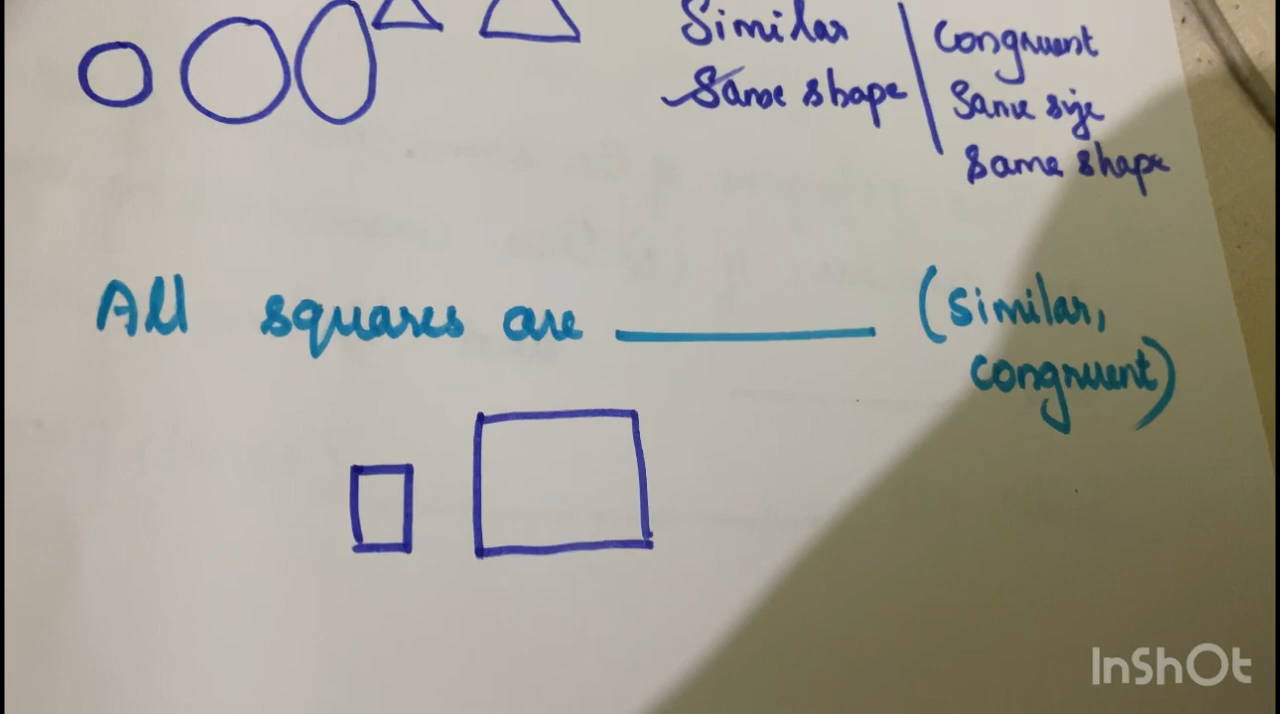 Similar
Same shape
Congruent
Same size
Same shape
All squares are ________ (similar,
congruent)
InShOt